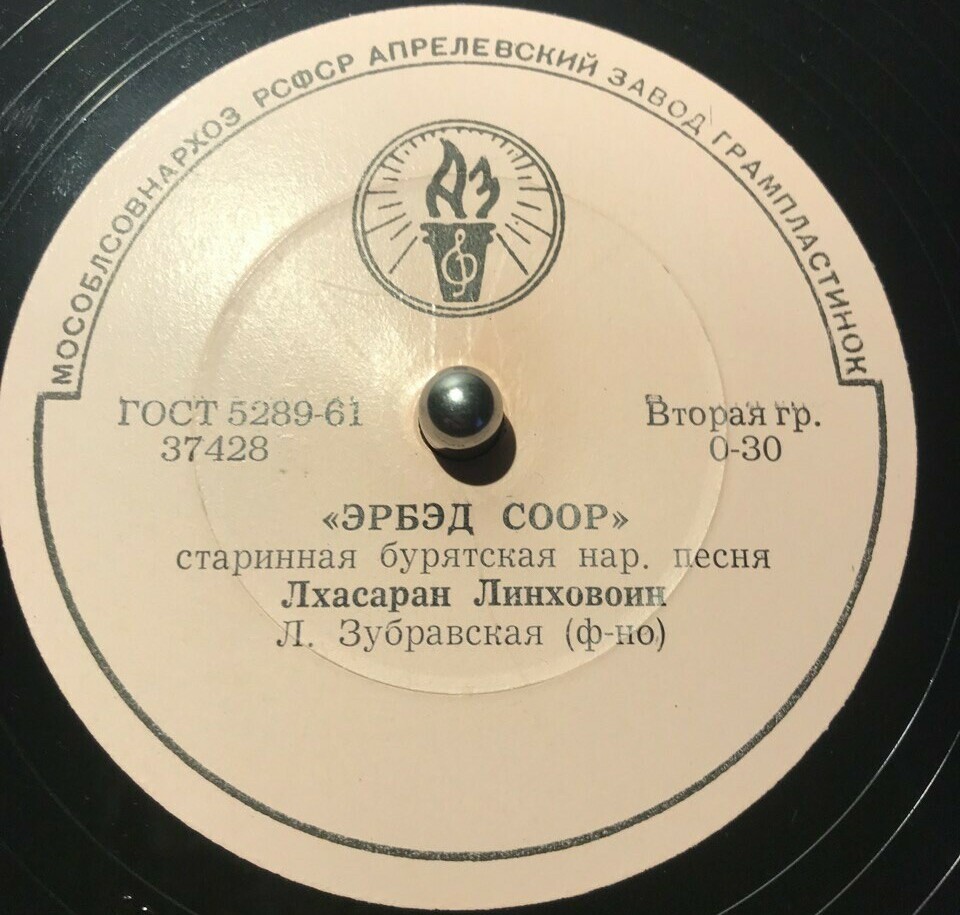 МОСОБЛСОВНАРХОЗ РСФСР АПРЕЛЕВСКИЙ ЗАВОД ГРАМПЛАСТИНОК
АЗ
ГОСТ 5289-61
37428
Вторая гр.
0-30
«ЭРБЭД СООР»
старинная бурятская нар. песня
Лхасаран Линховоин
Л. Зубравская (ф-но)